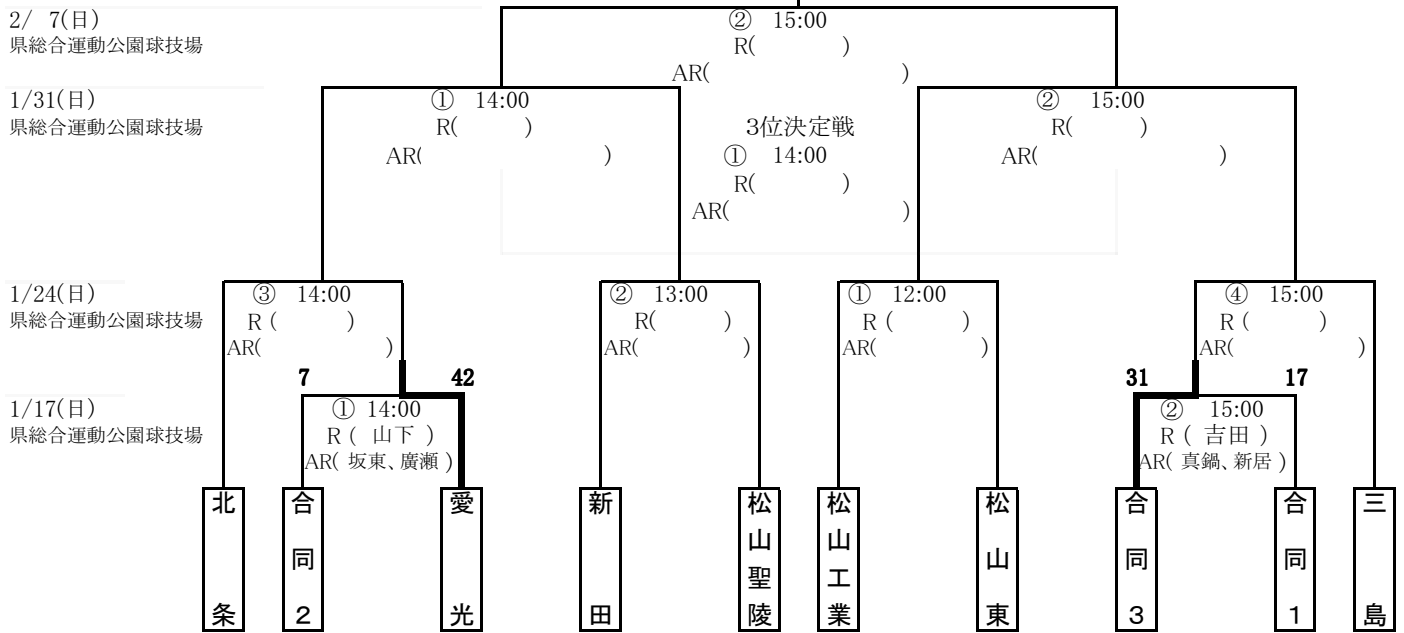 2/ 7(日)
② 15:00
県総合運動公園球技場
R( )
AR( )
1/31(日)
① 14:00
② 15:00
県総合運動公園球技場
R( )
3位決定戦
R( )
AR( )
① 14:00
AR( )
R( )
AR( )
1/24(日)
③ 14:00
② 13:00
① 12:00
④ 15:00
県総合運動公園球技場
R ( )
R( )
R ( )
R ( )
AR( )
AR( )
AR( )
AR( )
7
42
31
17
1/17(日)
① 14:00
② 15:00
県総合運動公園球技場
R ( 山下 )
R ( 吉田 )
AR( 坂東、廣瀬 )
AR( 真鍋、新居 )
北条
合同2
愛光
新田
松山聖陵
松山工業
松山東
合同3
合同1
三島